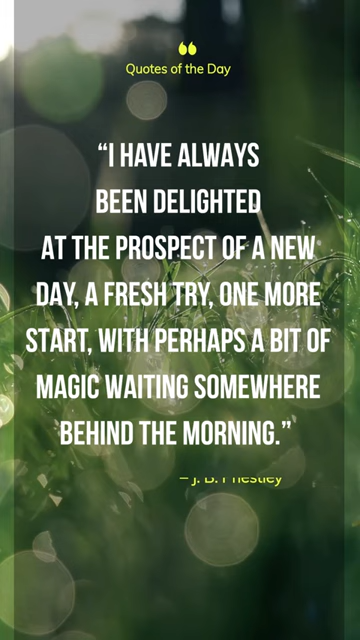 Quotes of the Day
“I HAVE ALWAYS
BEEN DELIGHTED
AT THE PROSPECT OF A NEW
DAY, A FRESH TRY, ONE MORE
START, WITH PERHAPS A BIT OF
MAGIC WAITING SOMEWHERE
BEHIND THE MORNING.”
– J. B. Priestley